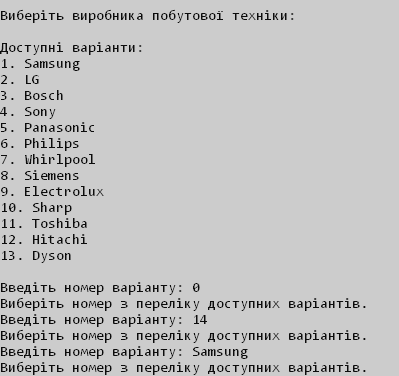 Виберіть виробника побутової техніки:
Доступні варіанти:
1. Samsung
2. LG
3. Bosch
4. Sony
5. Panasonic
6. Philips
7. Whirlpool
8. Siemens
9. Electrolux
10. Sharp
11. Toshiba
12. Hitachi
13. Dyson
Введіть номер варіанту: 0
Виберіть номер з переліку доступних варіантів.
Введіть номер варіанту: 14
Виберіть номер з переліку доступних варіантів.
Введіть номер варіанту: Samsung
Виберіть номер з переліку доступних варіантів.